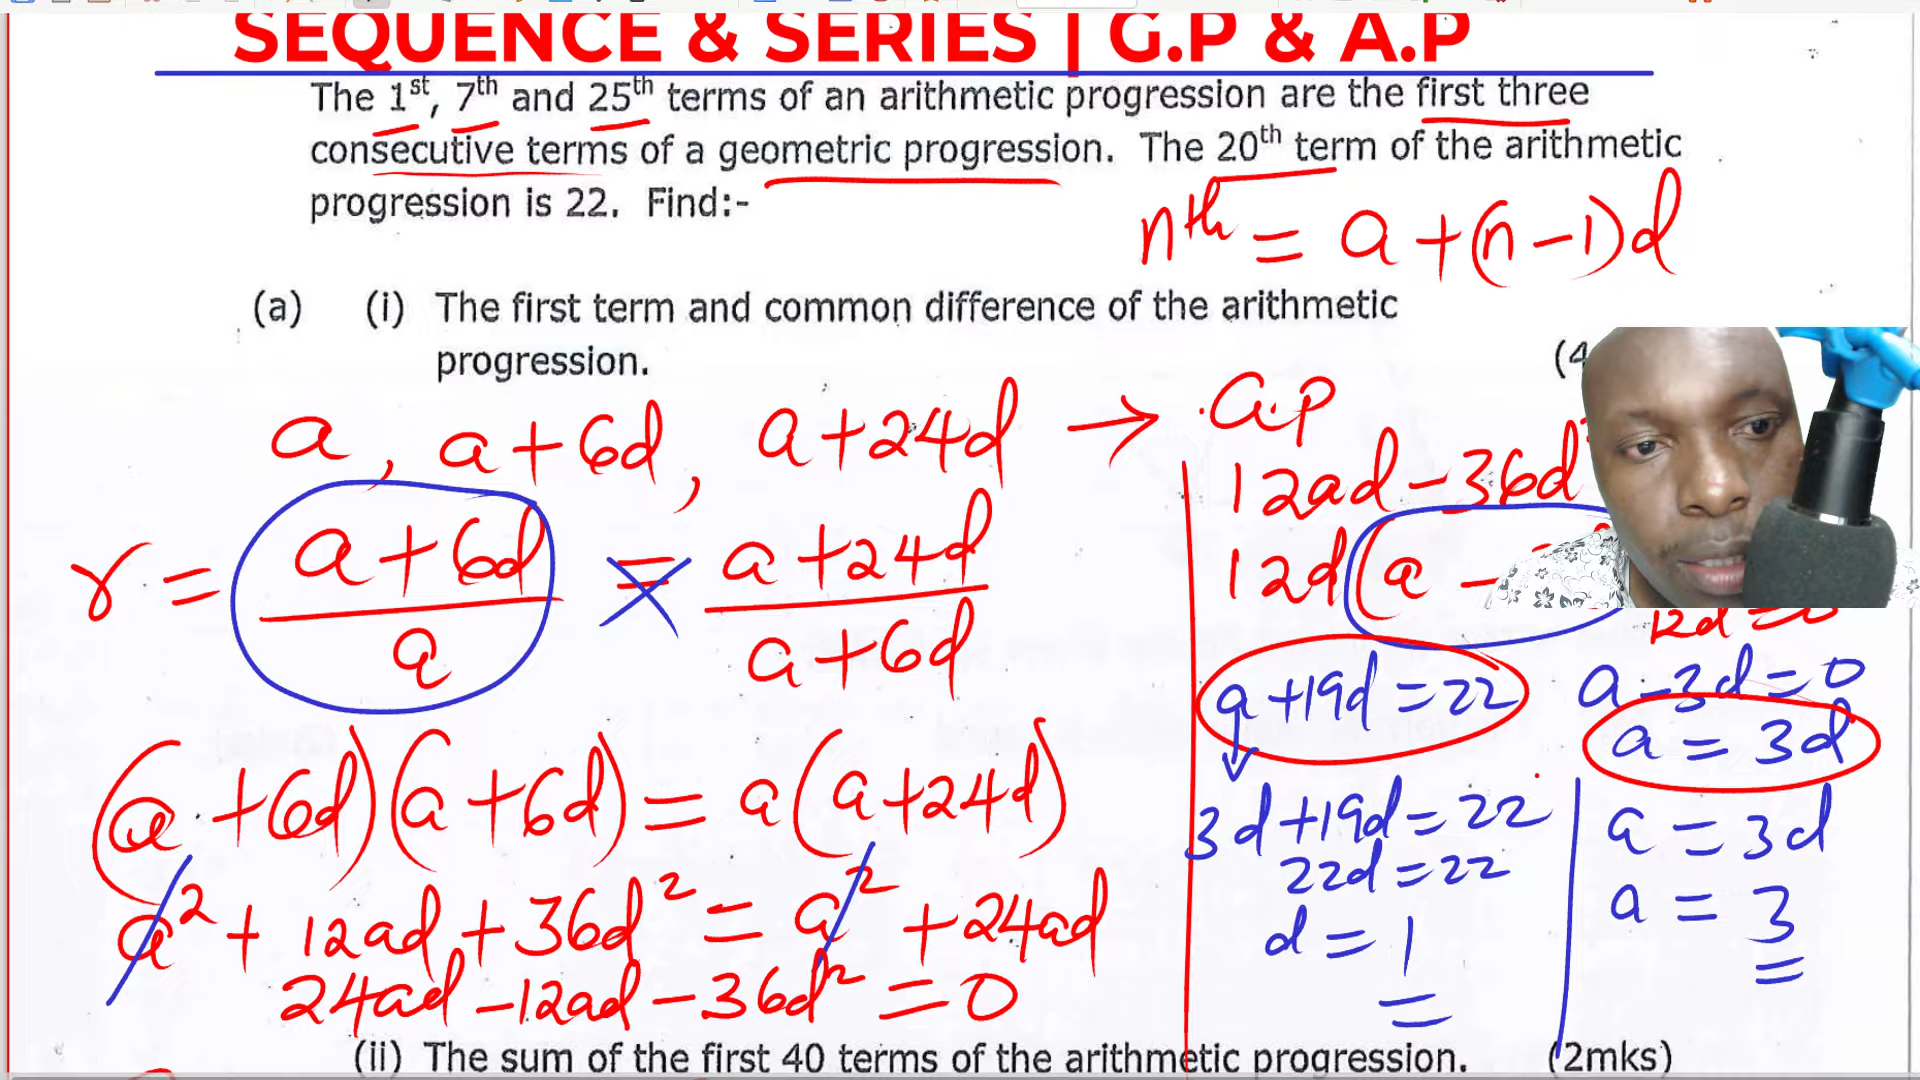 SEQUENCE & SERIES | G.P & A.P
The 1st, 7th and 25th terms of an arithmetic progression are the first three
consecutive terms of a geometric progression. The 20th term of the arithmetic
progression is 22. Find:-
nth = a + (n - 1)d
(a) (i) The first term and common difference of the arithmetic
progression.
(4
a, a + 6d, a + 24d → a.p
r = a + 6d / a = a + 24d / a + 6d
(a + 6d)(a + 6d) = a(a + 24d)
a² + 12ad + 36d² = a² + 24ad
24ad - 12ad - 36d² = 0
12ad - 36d
12d(a -
12d = 0
a + 19d = 22
a - 3d = 0
a = 3d
3d + 19d = 22
22d = 22
d = 1
a = 3d
a = 3
(ii) The sum of the first 40 terms of the arithmetic progression. (2mks)